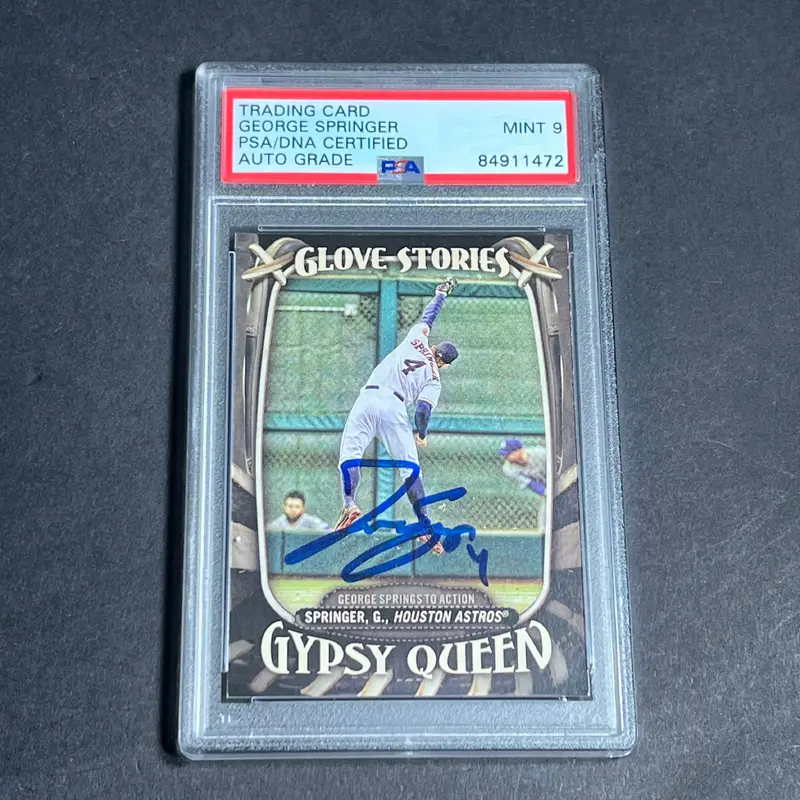 TRADING CARD
GEORGE SPRINGER MINT 9
PSA/DNA CERTIFIED
AUTO GRADE PSA 84911472
GLOVE STORIES
SPRINGER
4
GEORGE SPRINGS TO ACTION
SPRINGER, G., HOUSTON ASTROS®
GYPSY QUEEN